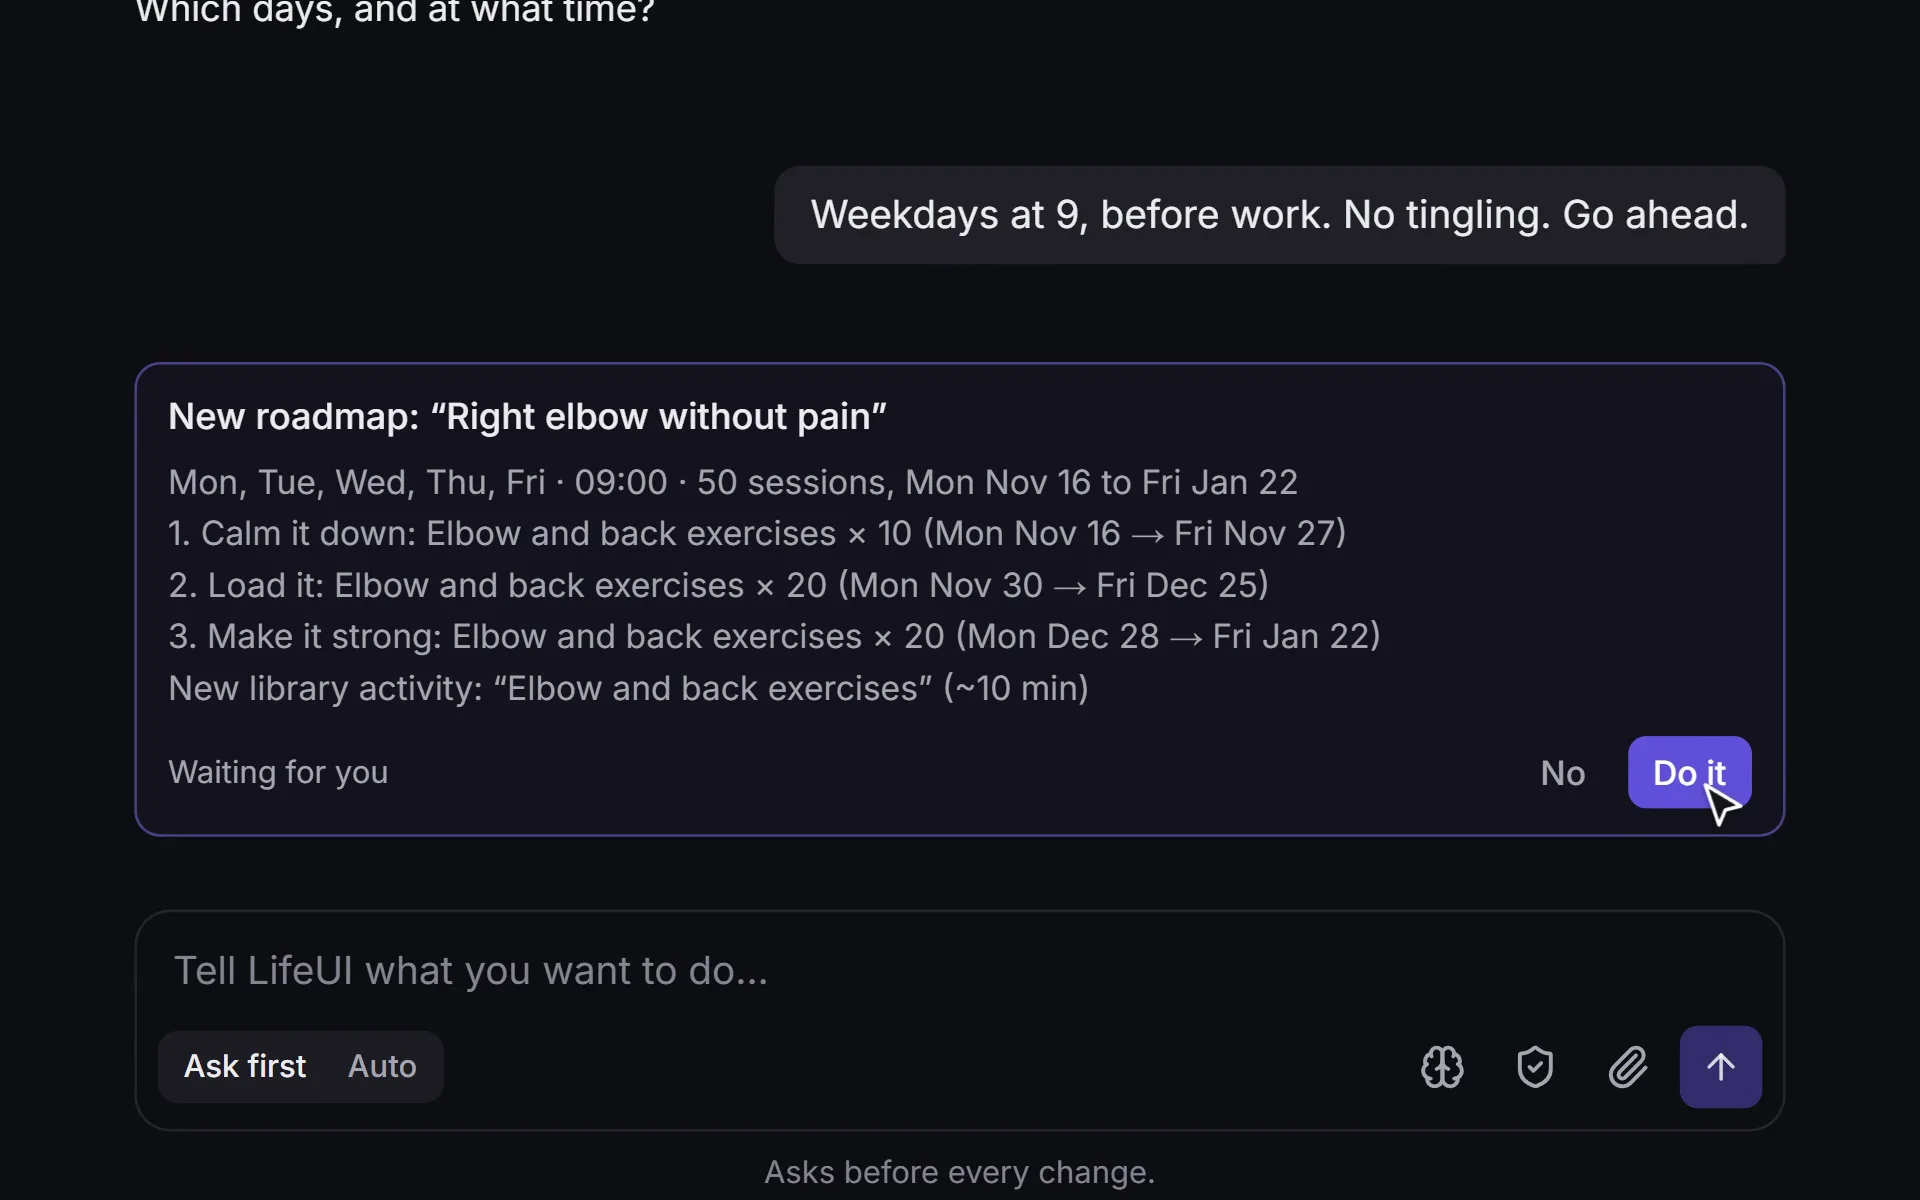 Which days, and at what time?
Weekdays at 9, before work. No tingling. Go ahead.
New roadmap: “Right elbow without pain”
Mon, Tue, Wed, Thu, Fri · 09:00 · 50 sessions, Mon Nov 16 to Fri Jan 22
1. Calm it down: Elbow and back exercises × 10 (Mon Nov 16 → Fri Nov 27)
2. Load it: Elbow and back exercises × 20 (Mon Nov 30 → Fri Dec 25)
3. Make it strong: Elbow and back exercises × 20 (Mon Dec 28 → Fri Jan 22)
New library activity: “Elbow and back exercises” (~10 min)
Waiting for you
No
Do it
Tell LifeUI what you want to do...
Ask first
Auto
Asks before every change.